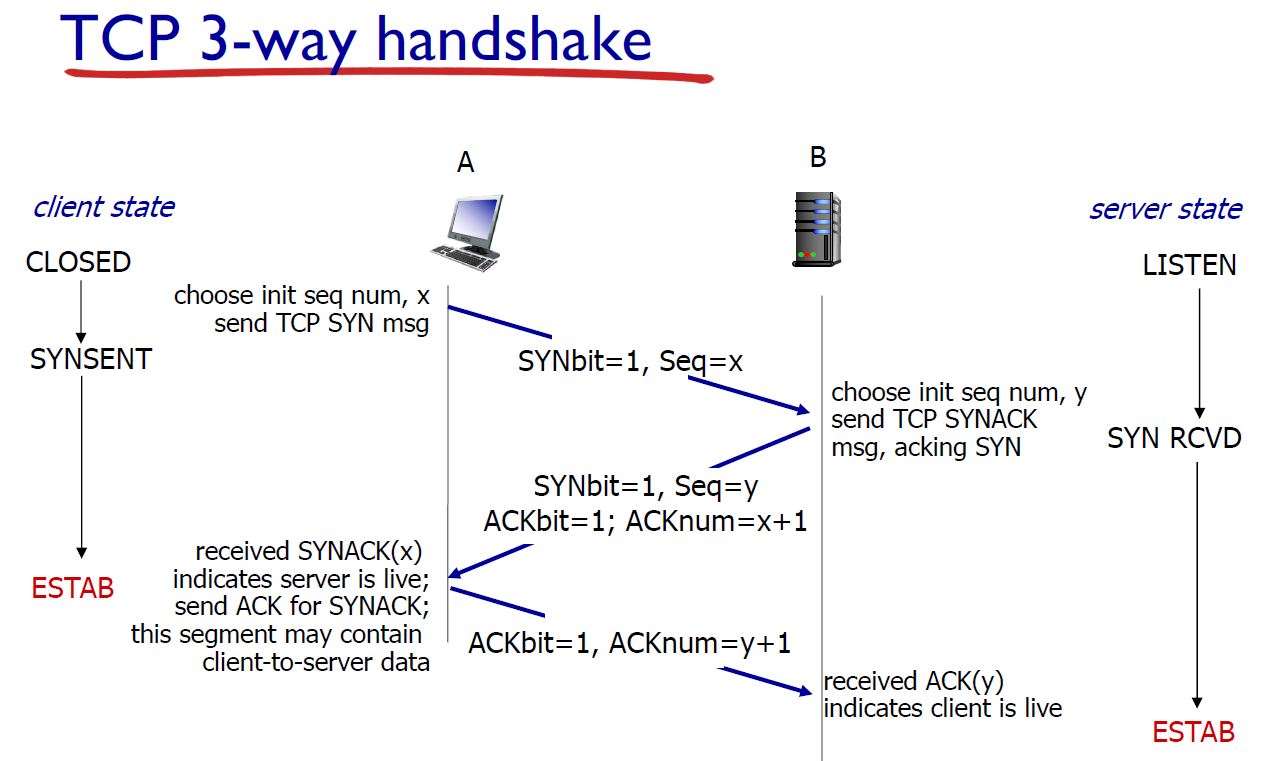 TCP 3-way handshake
A
B
client state
server state
CLOSED
LISTEN
choose init seq num, x
send TCP SYN msg
SYNSENT
SYNbit=1, Seq=x
choose init seq num, y
send TCP SYNACK
msg, acking SYN
SYN RCVD
SYNbit=1, Seq=y
ACKbit=1; ACKnum=x+1
received SYNACK(x)
indicates server is live;
send ACK for SYNACK;
this segment may contain
client-to-server data
ESTAB
ACKbit=1, ACKnum=y+1
received ACK(y)
indicates client is live
ESTAB